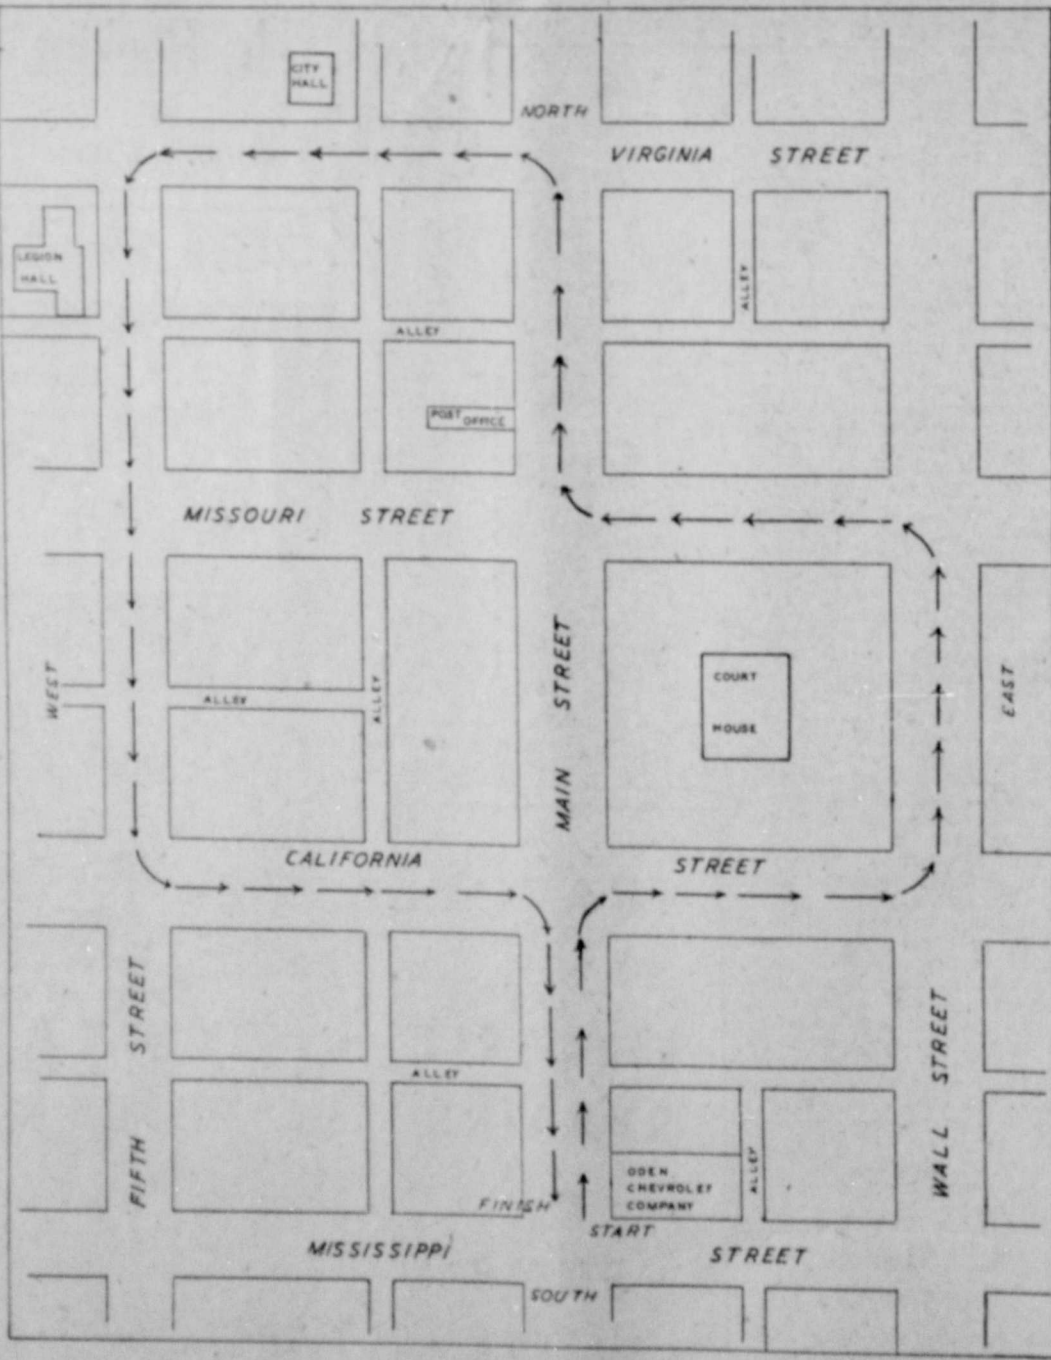 CITY
HALL
NORTH
VIRGINIA STREET
LEGION
HALL
ALLEY
ALLEY
POST OFFICE
MISSOURI STREET
MAIN STREET
WEST
EAST
COURT
HOUSE
ALLEY
ALLEY
CALIFORNIA STREET
FIFTH STREET
WALL STREET
ALLEY
ALLEY
ODEN
CHEVROLET
COMPANY
FINISH
START
MISSISSIPPI STREET
SOUTH